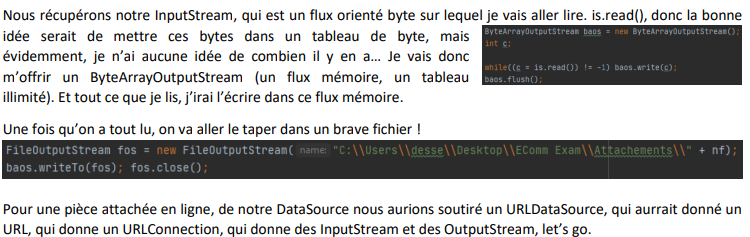 Nous récupérons notre InputStream, qui est un flux orienté byte sur lequel je vais aller lire. is.read(), donc la bonne
idée serait de mettre ces bytes dans un tableau de byte, mais
évidemment, je n’ai aucune idée de combien il y en a… Je vais donc
m’offrir un ByteArrayOutputStream (un flux mémoire, un tableau
illimité). Et tout ce que je lis, j’irai l’écrire dans ce flux mémoire.
ByteArrayOutputStream baos = new ByteArrayOutputStream();
int c;
while((c = is.read()) != -1) baos.write(c);
baos.flush();
Une fois qu’on a tout lu, on va aller le taper dans un brave fichier !
FileOutputStream fos = new FileOutputStream( name: "C:\\Users\\desse\\Desktop\\EComm Exam\\Attachements\\" + nf);
baos.writeTo(fos); fos.close();
Pour une pièce attachée en ligne, de notre DataSource nous aurions soutiré un URLDataSource, qui aurrait donné un
URL, qui donne un URLConnection, qui donne des InputStream et des OutputStream, let’s go.